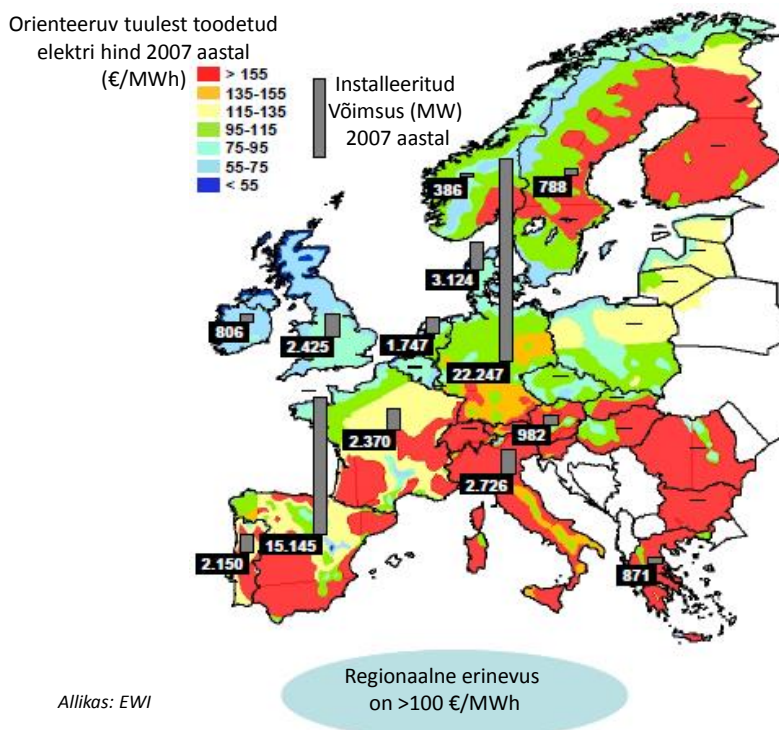 Orienteeruv tuulest toodetud
elektri hind 2007 aastal
(€/MWh)
> 155
135-155
115-135
95-115
75-95
55-75
< 55
Installeeritud
Võimsus (MW)
2007 aastal
386
788
3.124
806
2.425
1.747
22.247
2.370
982
2.726
15.145
2.150
871
Regionaalne erinevus
on >100 €/MWh
Allikas: EWI